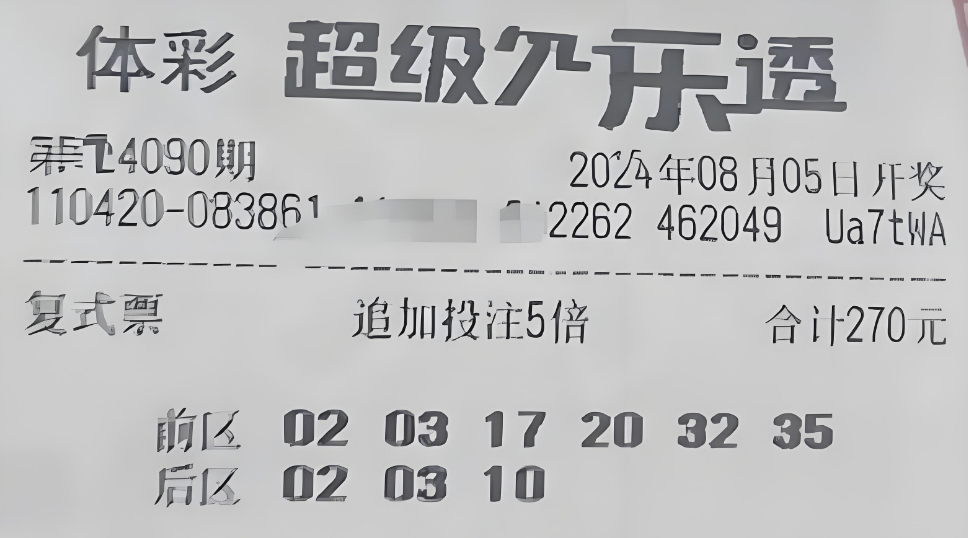 体彩 超级大乐透
第24090期 2024年08月05日开奖
110420-083861 2262 462049 Ua7tWA
复式票 追加投注5倍 合计270元
前区 02 03 17 20 32 35
后区 02 03 10